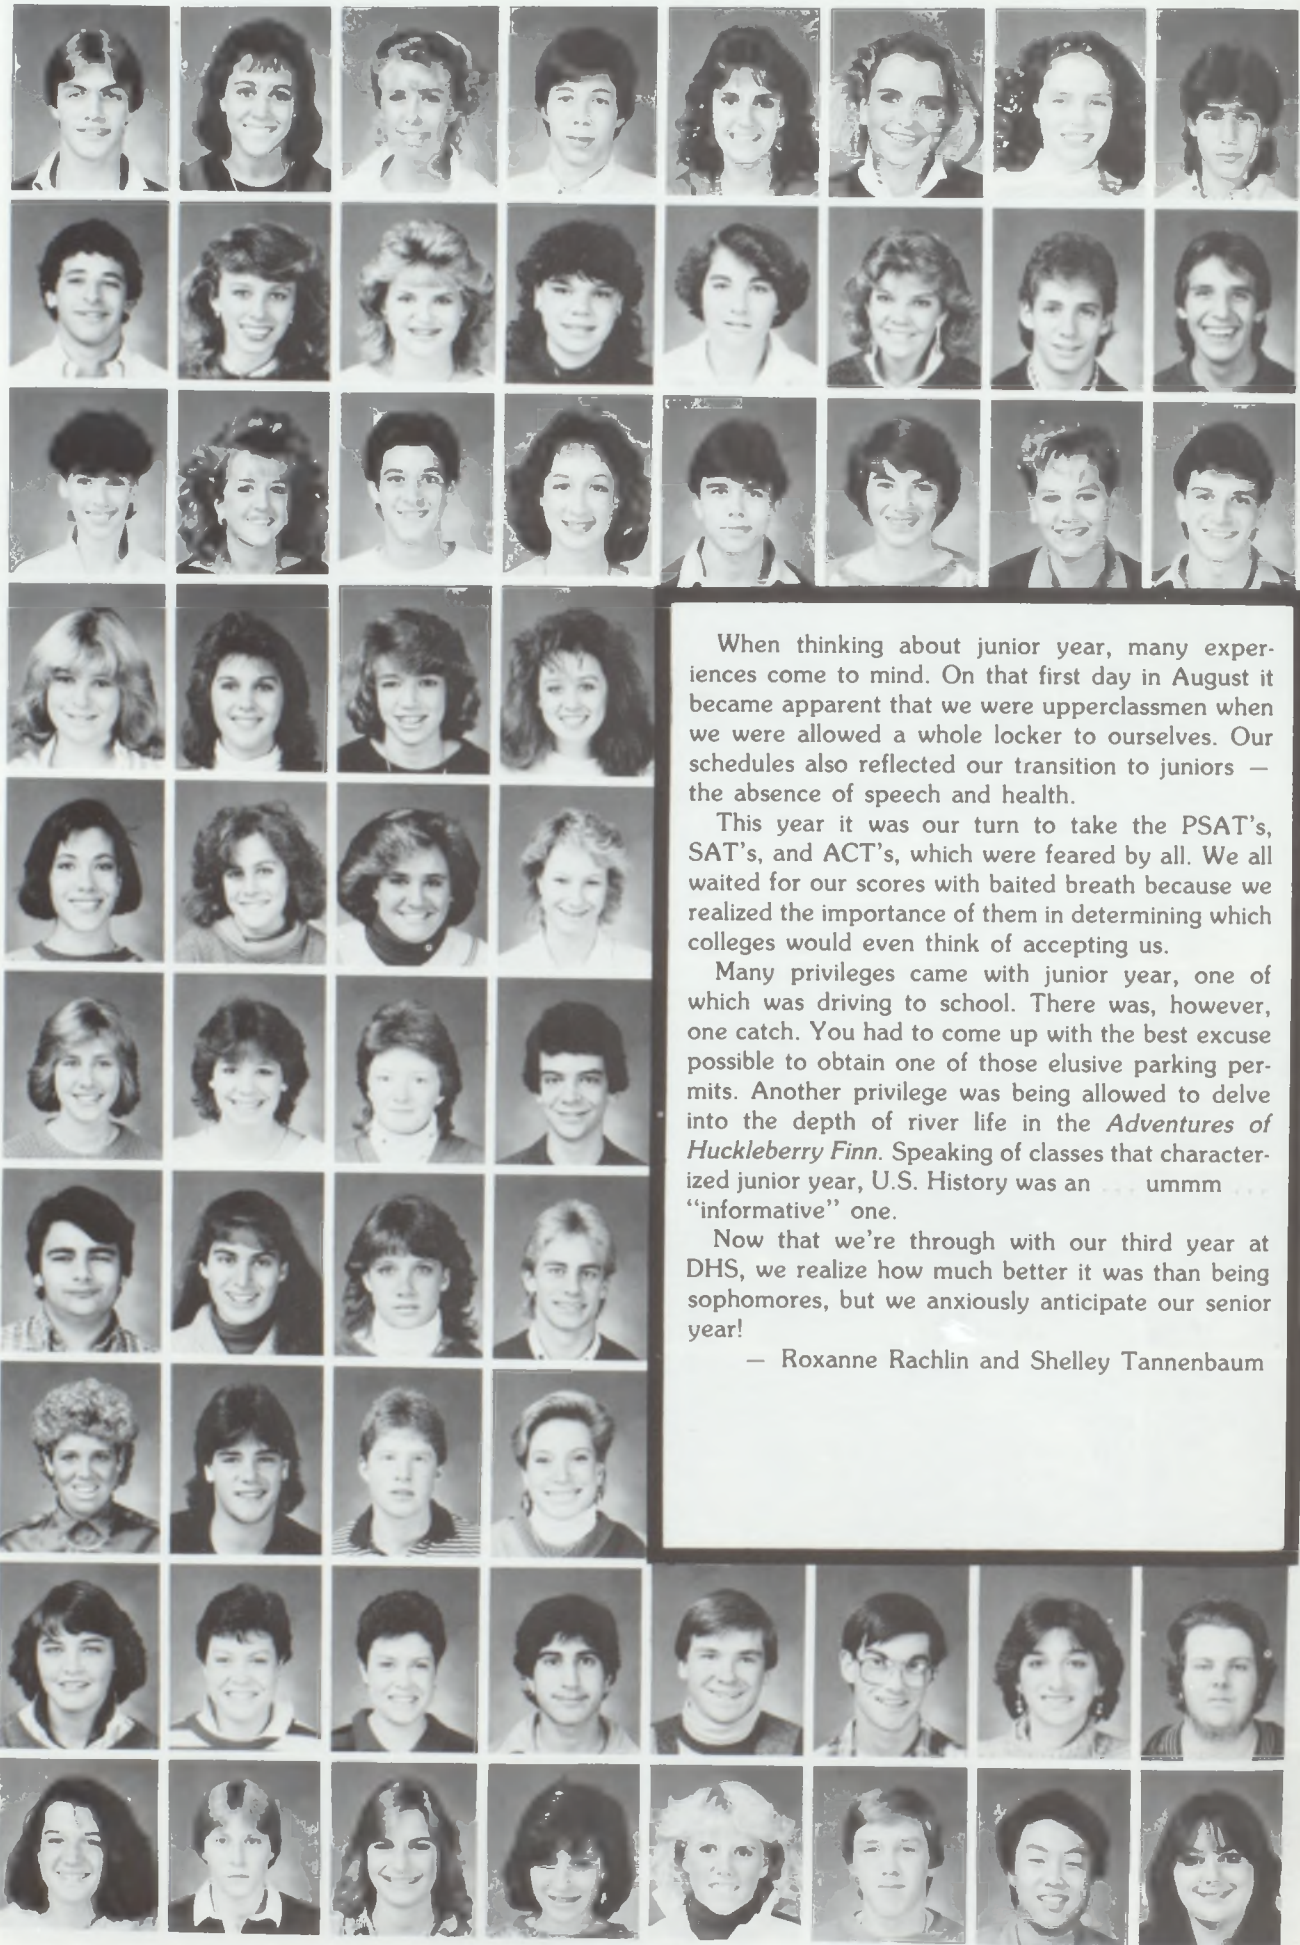 When thinking about junior year, many exper-
iences come to mind. On that first day in August it
became apparent that we were upperclassmen when
we were allowed a whole locker to ourselves. Our
schedules also reflected our transition to juniors —
the absence of speech and health.
This year it was our turn to take the PSAT's,
SAT's, and ACT's, which were feared by all. We all
waited for our scores with baited breath because we
realized the importance of them in determining which
colleges would even think of accepting us.
Many privileges came with junior year, one of
which was driving to school. There was, however,
one catch. You had to come up with the best excuse
possible to obtain one of those elusive parking per-
mits. Another privilege was being allowed to delve
into the depth of river life in the Adventures of
Huckleberry Finn. Speaking of classes that character-
ized junior year, U.S. History was an ... ummm ...
“informative” one.
Now that we're through with our third year at
DHS, we realize how much better it was than being
sophomores, but we anxiously anticipate our senior
year!
— Roxanne Rachlin and Shelley Tannenbaum